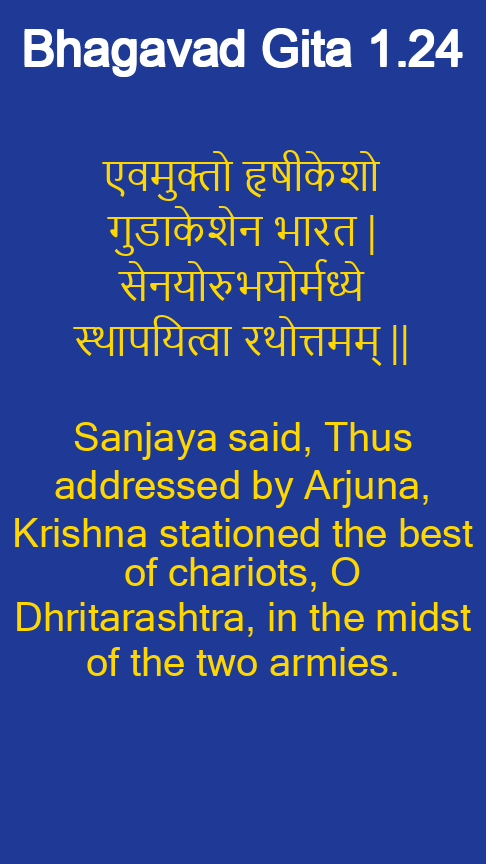 Bhagavad Gita 1.24
एवमुक्तो हृषीकेशो
गुडाकेशेन भारत |
सेनयोरुभयोर्मध्ये
स्थापयित्वा रथोत्तमम् ||
Sanjaya said, Thus
addressed by Arjuna,
Krishna stationed the best
of chariots, O
Dhritarashtra, in the midst
of the two armies.